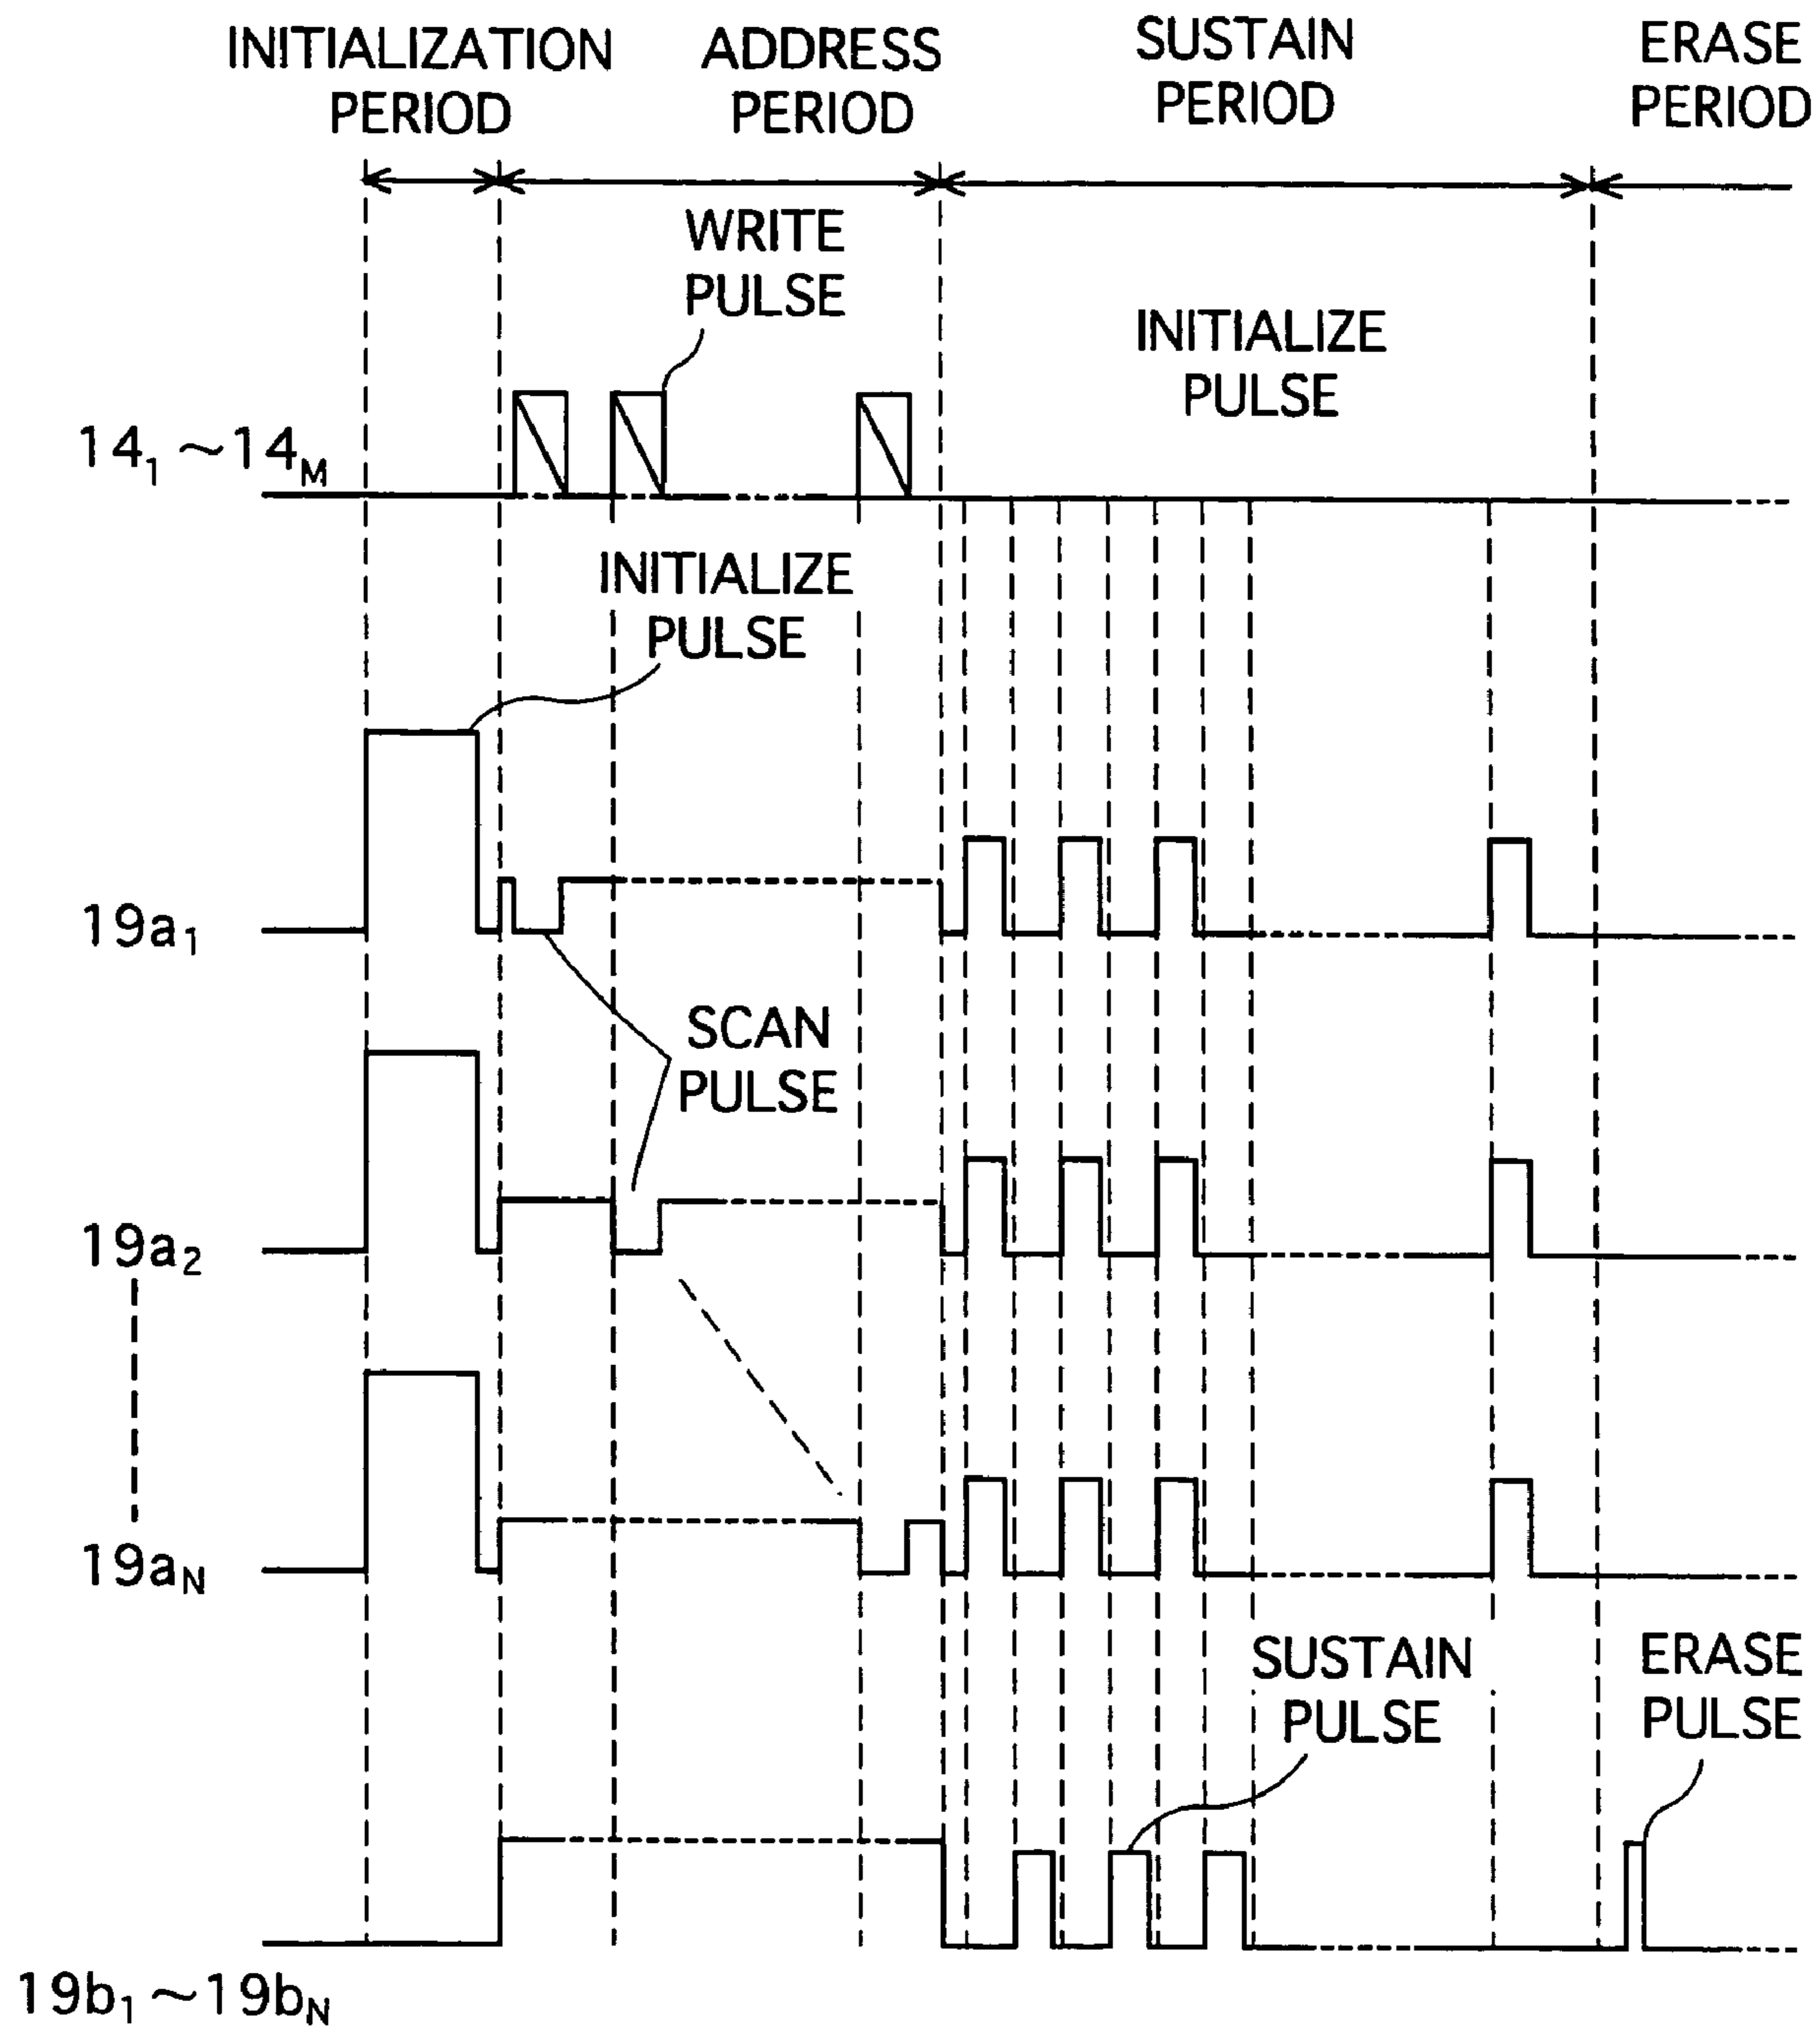 INITIALIZATION
PERIOD
ADDRESS
PERIOD
SUSTAIN
PERIOD
ERASE
PERIOD
WRITE
PULSE
INITIALIZE
PULSE
14₁ ~14M
INITIALIZE
PULSE
19a₁
SCAN
PULSE
19a₂
19aN
SUSTAIN
PULSE
ERASE
PULSE
19b₁ ~19bN